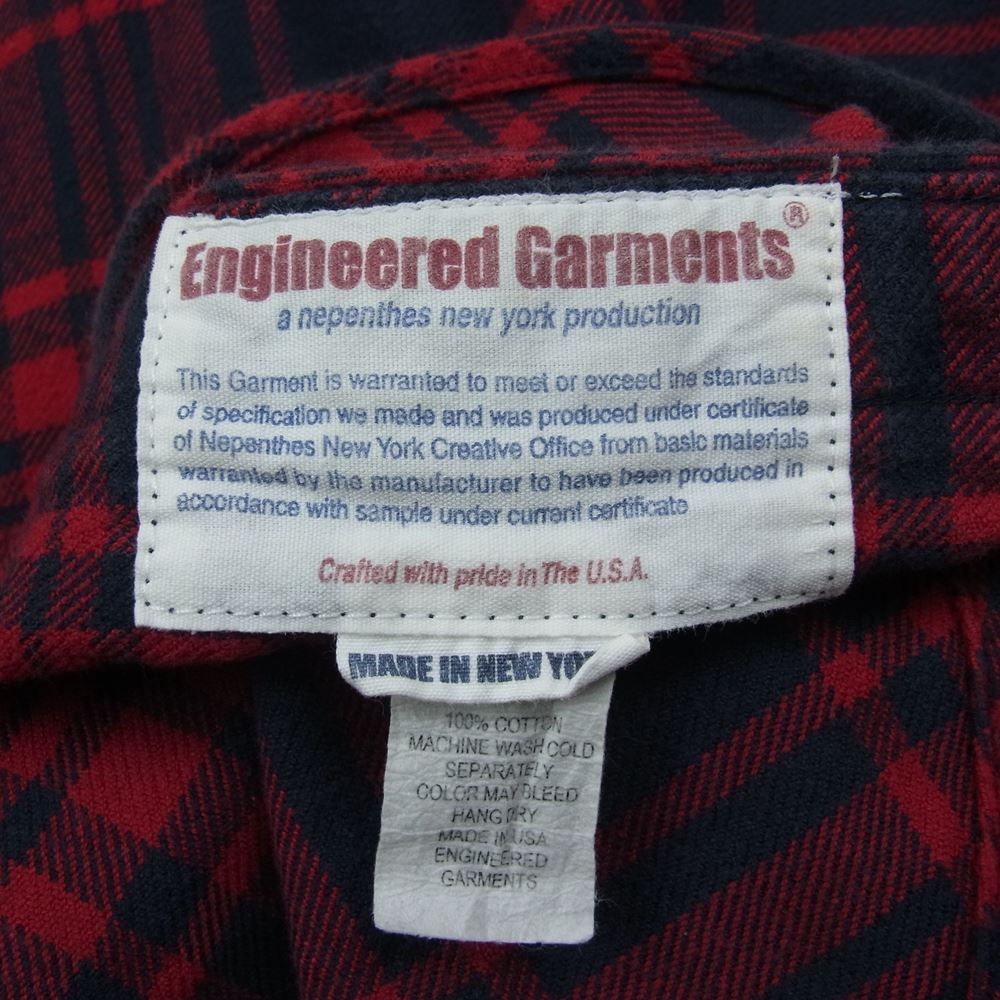 Engineered Garments®
a nepenthes new york production
This Garment is warranted to meet or exceed the standards
of specification we made and was produced under certificate
of Nepenthes New York Creative Office from basic materials
warranted by the manufacturer to have been produced in
accordance with sample under current certificate
Crafted with pride in The U.S.A.
MADE IN NEW YO
100% COTTON
MACHINE WASH COLD
SEPARATELY
COLOR MAY BLEED
HANG DRY
MADE IN USA
ENGINEERED
GARMENTS